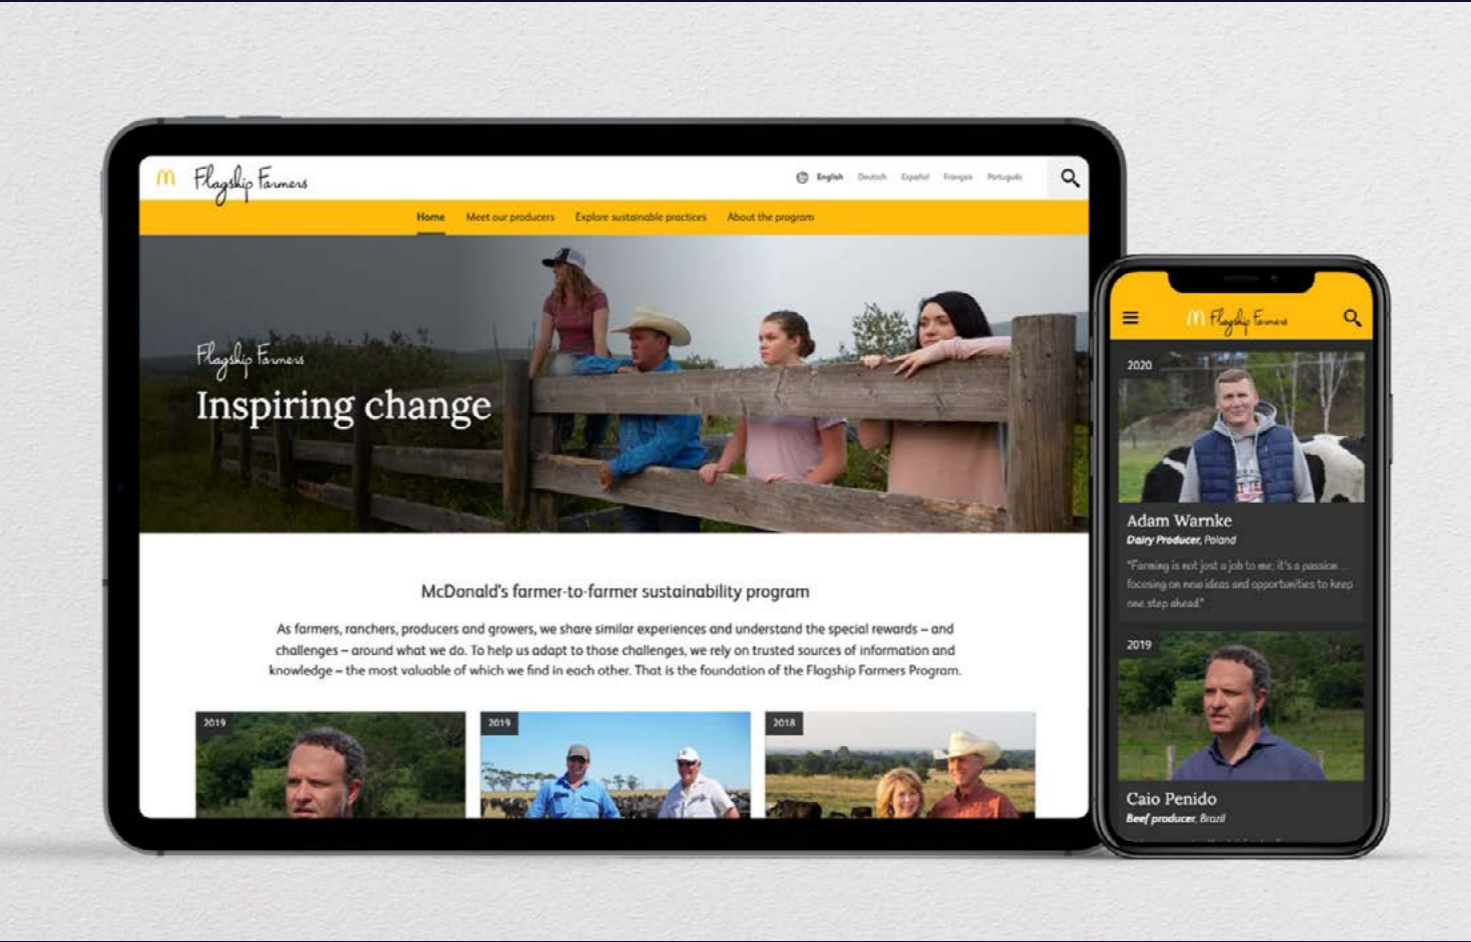 Flagship Farmers
English Deutsch Español Français Português
Home Meet our producers Explore sustainable practices About the program
Flagship Farmers
Inspiring change
McDonald's farmer-to-farmer sustainability program
As farmers, ranchers, producers and growers, we share similar experiences and understand the special rewards – and
challenges – around what we do. To help us adapt to those challenges, we rely on trusted sources of information and
knowledge – the most valuable of which we find in each other. That is the foundation of the Flagship Farmers Program.
2019
2019
2018
Flagship Farmers
2020
Adam Warnke
Dairy Producer, Poland
"Farming is not just a job to me, it's a passion...
focusing on new ideas and opportunities to keep
one step ahead."
2019
Caio Penido
Beef producer, Brazil